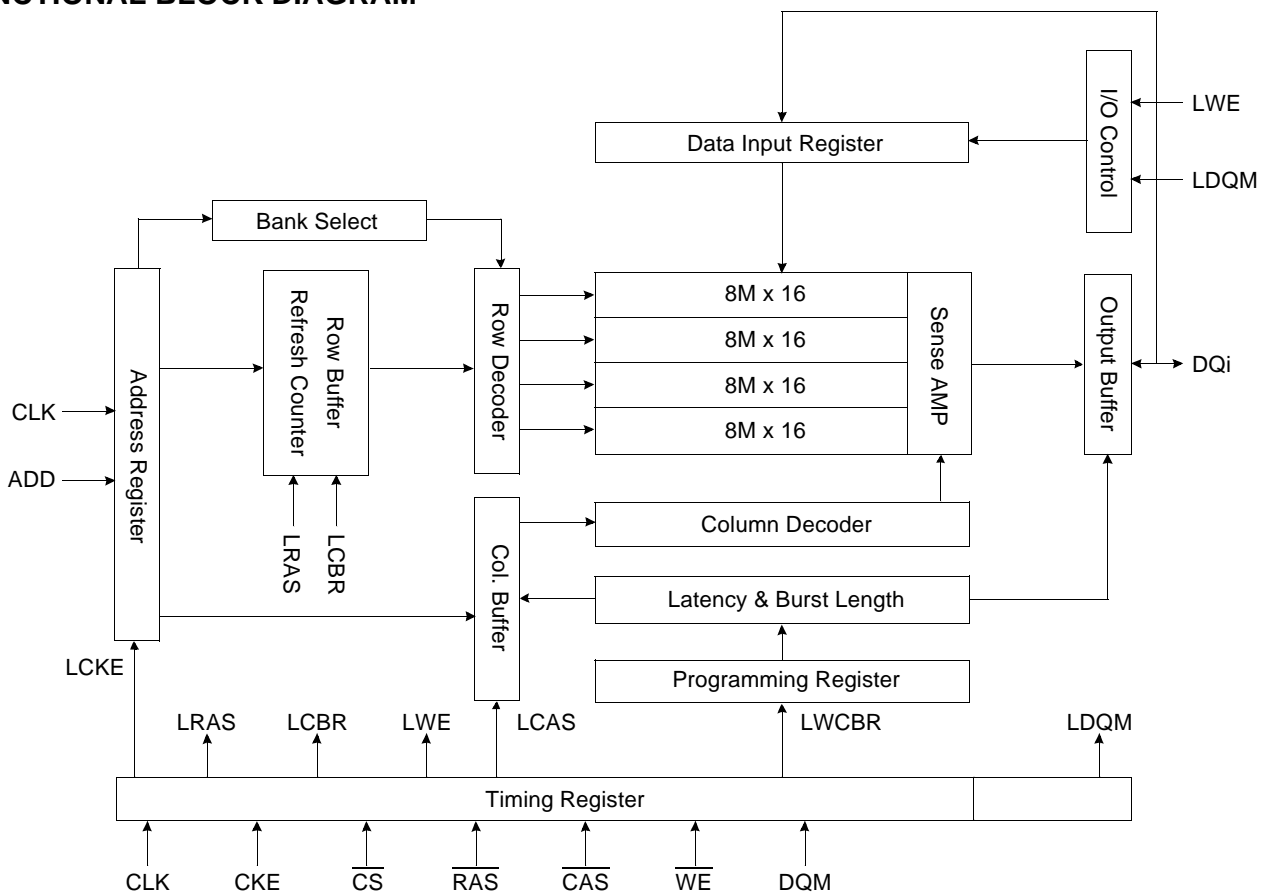 NCTIONAL BLOCK DIAGRAM
I/O Control
LWE
LDQM
Data Input Register
Bank Select
Address Register
Refresh Counter
Row Buffer
Row Decoder
8M x 16
8M x 16
8M x 16
8M x 16
Sense AMP
Output Buffer
DQi
CLK
ADD
LRAS
LCBR
Col. Buffer
Column Decoder
Latency & Burst Length
Programming Register
LCKE
LRAS
LCBR
LWE
LCAS
LWCBR
LDQM
Timing Register
CLK
CKE
CS
RAS
CAS
WE
DQM